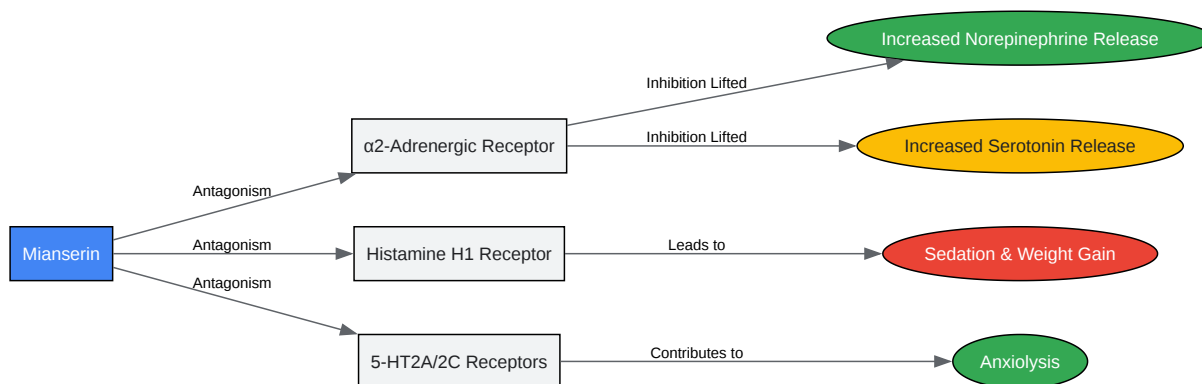 Increased Norepinephrine Release
Inhibition Lifted
α2-Adrenergic Receptor
Inhibition Lifted
Increased Serotonin Release
Antagonism
Mianserin
Antagonism
Histamine H1 Receptor
Leads to
Sedation & Weight Gain
Antagonism
5-HT2A/2C Receptors
Contributes to
Anxiolysis